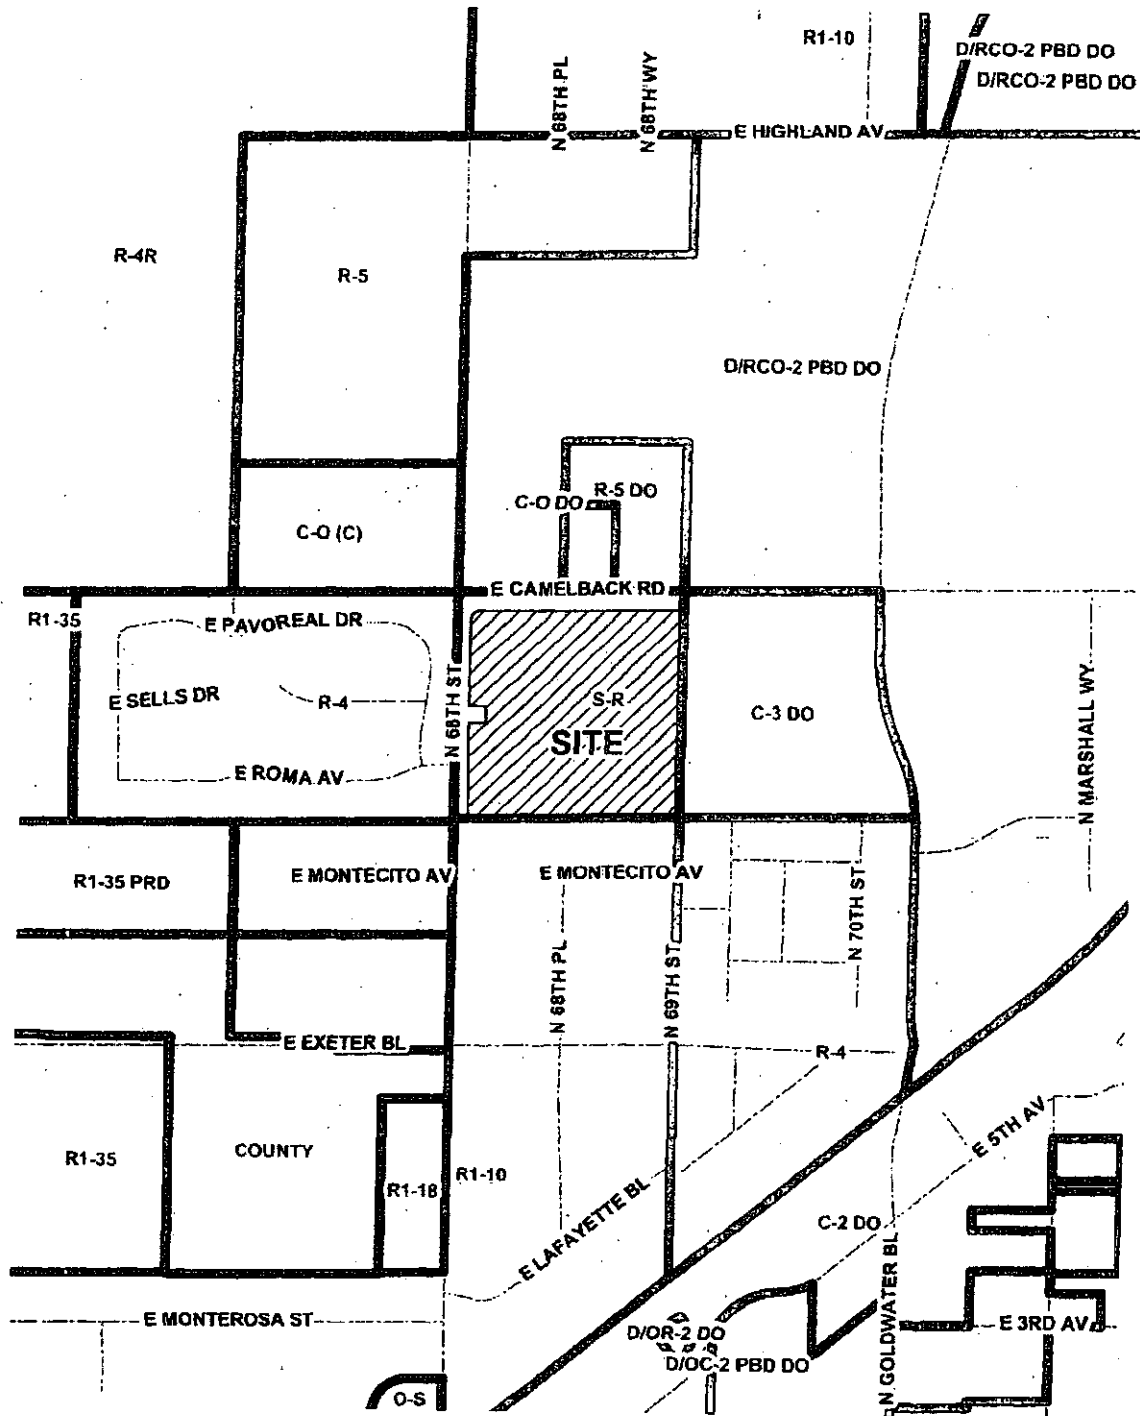 R1-10
D/RCO-2 PBD DO
D/RCO-2 PBD DO
N 68TH PL
N 68TH WY
E HIGHLAND AV
R-4R
R-5
D/RCO-2 PBD DO
C-O DO
R-5 DO
C-O (C)
E CAMELBACK RD
R1-35
E PAVOREAL DR
E SELLS DR
R-4
N 68TH ST
S-R
SITE
C-3 DO
N MARSHALL WY
E ROMA AV
R1-35 PRD
E MONTECITO AV
E MONTECITO AV
N 70TH ST
N 68TH PL
N 69TH ST
E EXETER BL
R-4
R1-35
COUNTY
R1-18
R1-10
E 5TH AV
E LAFAYETTE BL
C-2 DO
N GOLDWATER BL
E MONTEROSA ST
D/OR-2 DO
D/OC-2 PBD DO
E 3RD AV
O-S